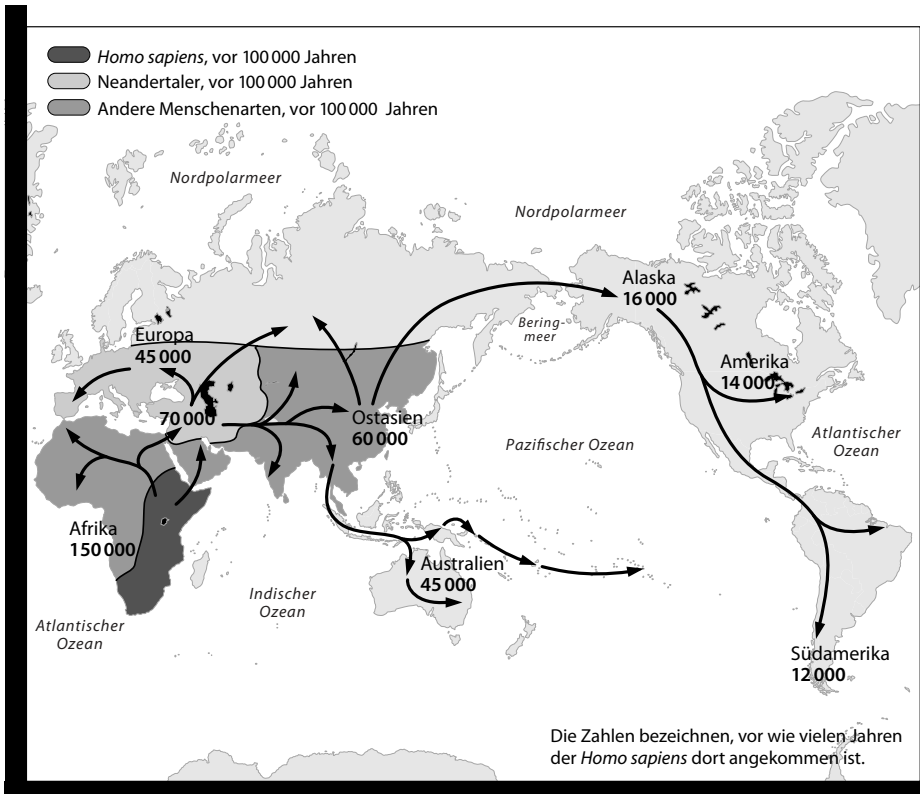 Homo sapiens, vor 100 000 Jahren
Neandertaler, vor 100 000 Jahren
Andere Menschenarten, vor 100 000 Jahren
Nordpolarmeer
Nordpolarmeer
Alaska
16 000
Bering-
meer
Europa
45 000
Amerika
14 000
70 000
Ostasien
60 000
Atlantischer
Ozean
Pazifischer Ozean
Afrika
150 000
Australien
45 000
Indischer
Ozean
Atlantischer
Ozean
Südamerika
12 000
Die Zahlen bezeichnen, vor wie vielen Jahren
der Homo sapiens dort angekommen ist.